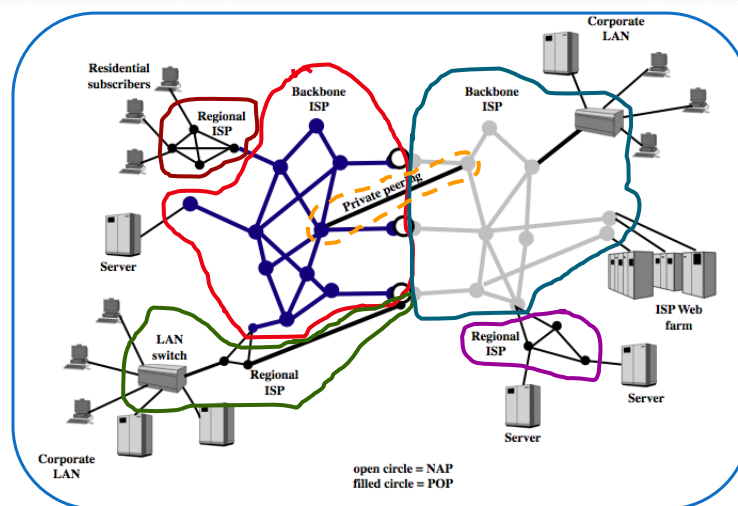 Corporate
LAN
Residential
subscribers
Backbone
ISP
Backbone
ISP
Regional
ISP
Private peering
Server
ISP Web
farm
LAN
switch
Regional
ISP
Regional
ISP
Server
Server
Corporate
LAN
open circle = NAP
filled circle = POP